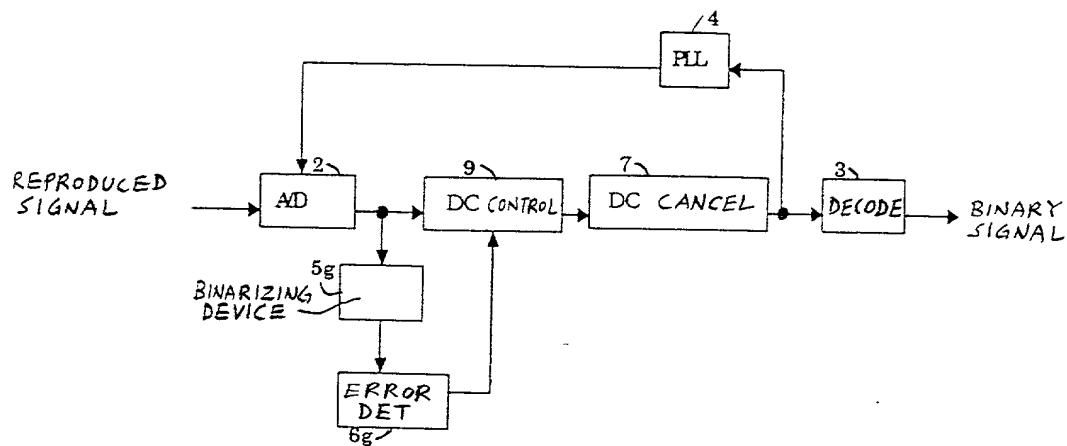 4
PLL
REPRODUCED
SIGNAL
2
A/D
9
DC CONTROL
7
DC CANCEL
3
DECODE
BINARY
SIGNAL
5g
BINARIZING
DEVICE
ERROR
DET
6g